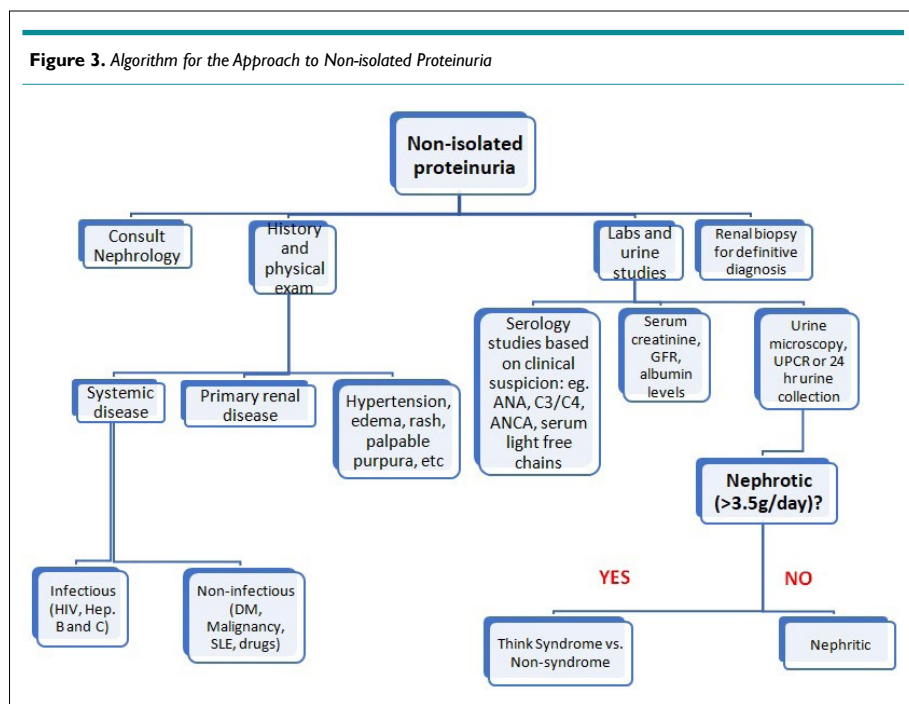 Figure 3. Algorithm for the Approach to Non-isolated Proteinuria
Non-isolated
proteinuria
Consult
Nephrology
History
and
physical
exam
Labs and
urine
studies
Renal biopsy
for definitive
diagnosis
Systemic
disease
Primary renal
disease
Hypertension,
edema, rash,
palpable
purpura, etc
Serology
studies based
on clinical
suspicion: eg.
ANA, C3/C4,
ANCA, serum
light free
chains
Serum
creatinine,
GFR,
albumin
levels
Urine
microscopy,
UPCR or 24
hr urine
collection
Nephrotic
(>3.5g/day)?
YES
NO
Infectious
(HIV, Hep.
B and C)
Non-infectious
(DM,
Malignancy,
SLE, drugs)
Think Syndrome vs.
Non-syndrome
Nephritic